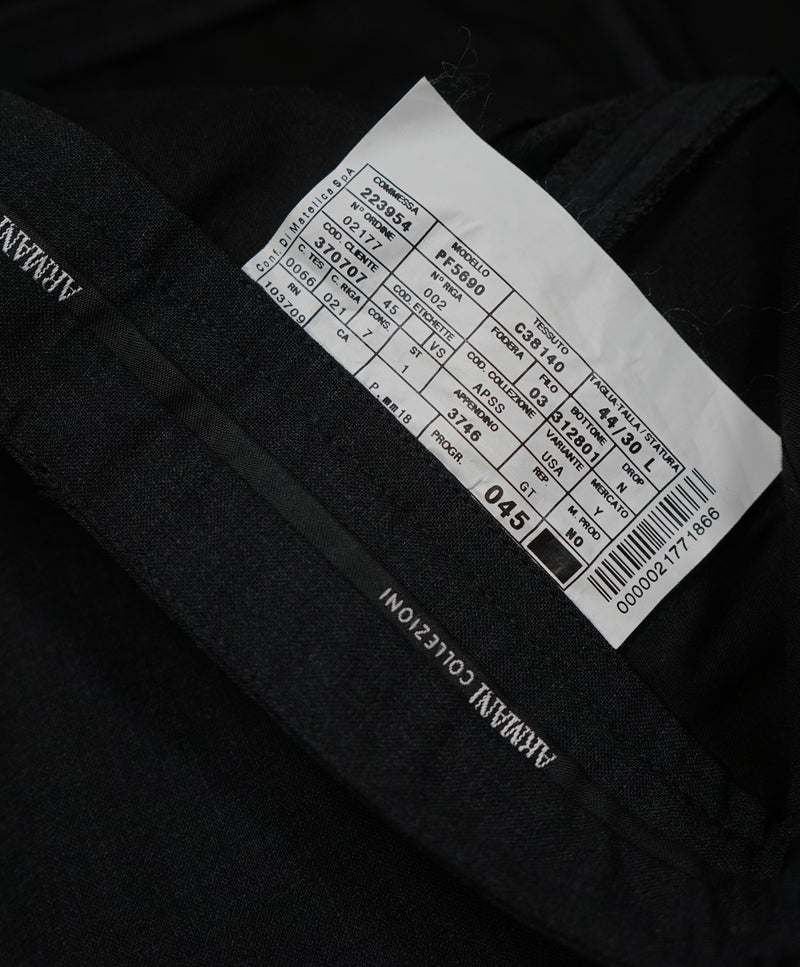 Conf. Di Matelica SpA
COMMESSA
223954
MODELLO
PF5690
TESSUTO
C38140
TAGLIA-TALLA / STATURA
44/30 L
N° ORDINE
02177
N° RIGA
002
FODERA
FILO
03
BOTTONE
312801
DROP
N
COD. CLIENTE
370707
45
COD. ETICHETTE
VS
COD. COLLEZIONE
APSS
VARIANTE
USA
MERCATO
Y
C. TES
0066
RIGA
021
CONS.
7
ST
1
APPENDINO
3746
REP.
GT
M. PROD
NO
RN
103709
CA
P.mm18
PROGR.
045
0000021771866
ARMANI
ARMANI COLLEZIONI